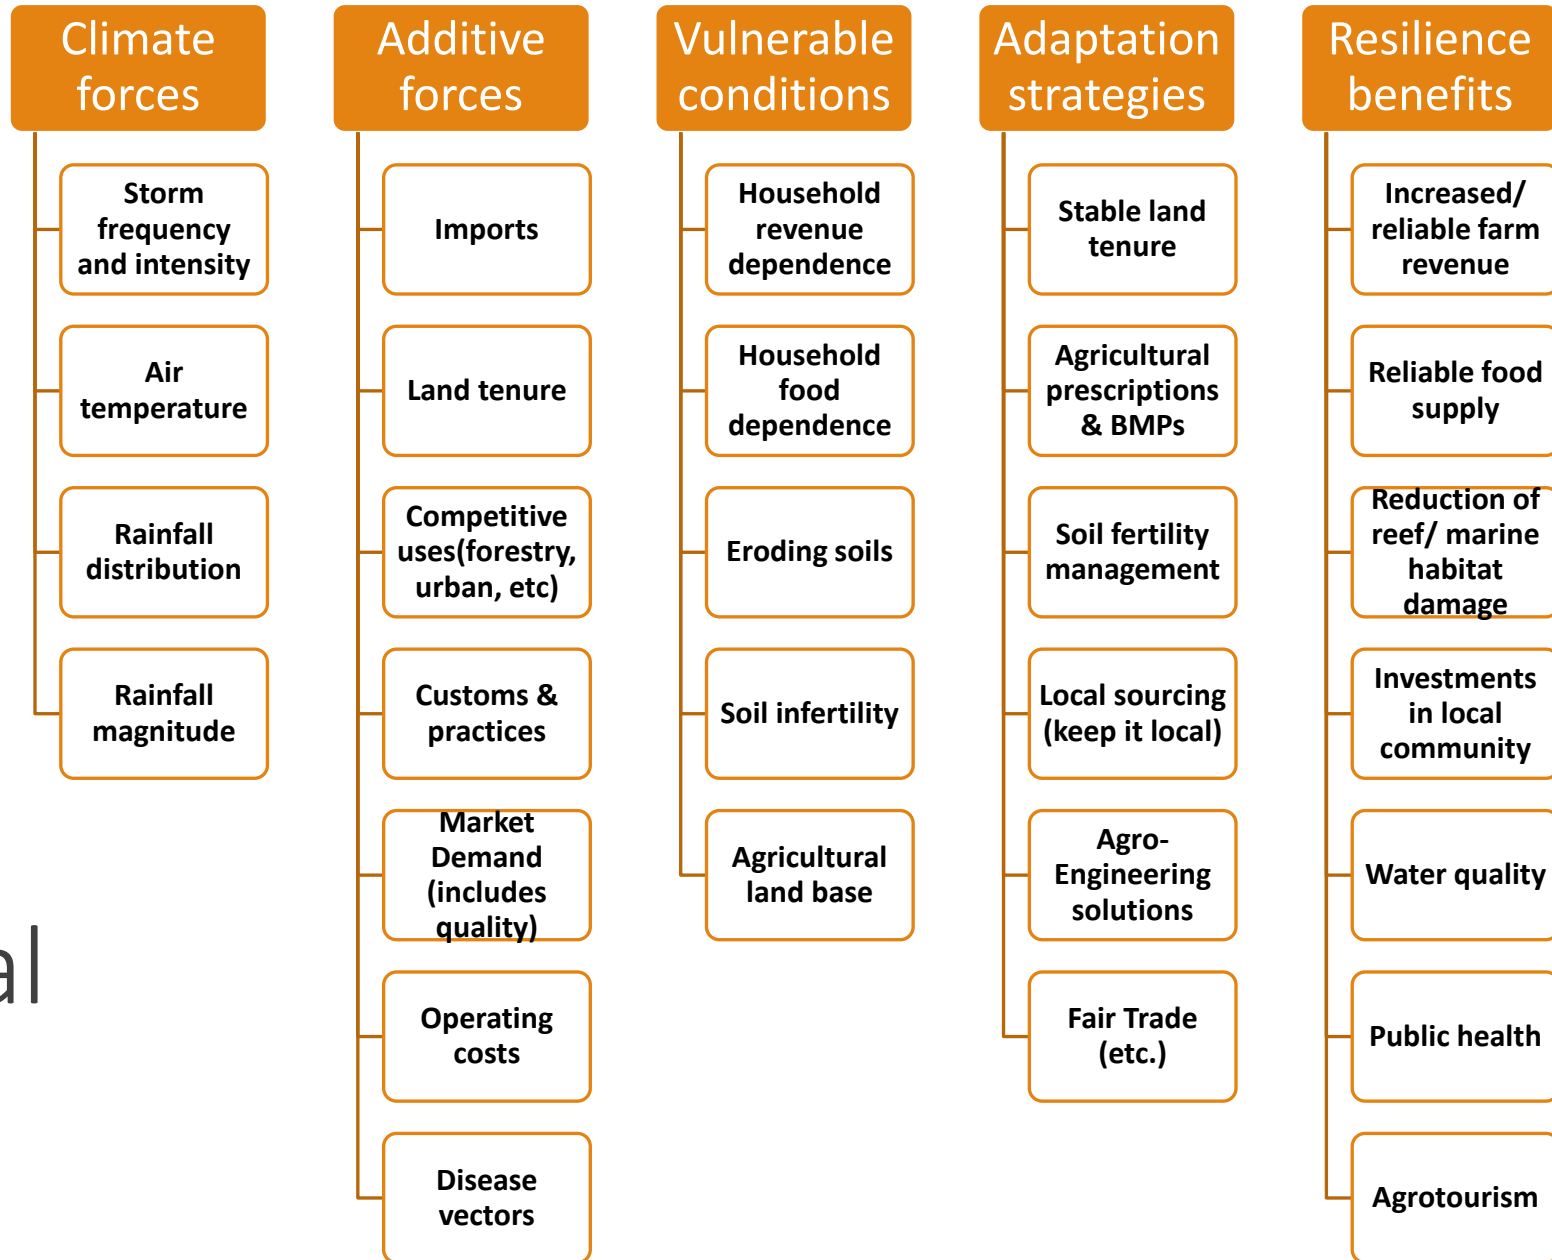 Climate
forces
Storm
frequency
and intensity
Air
temperature
Rainfall
distribution
Rainfall
magnitude
Additive
forces
Imports
Land tenure
Competitive
uses(forestry,
urban, etc)
Customs &
practices
Market
Demand
(includes
quality)
Operating
costs
Disease
vectors
Vulnerable
conditions
Household
revenue
dependence
Household
food
dependence
Eroding soils
Soil infertility
Agricultural
land base
Adaptation
strategies
Stable land
tenure
Agricultural
prescriptions
& BMPs
Soil fertility
management
Local sourcing
(keep it local)
Agro-
Engineering
solutions
Fair Trade
(etc.)
Resilience
benefits
Increased/
reliable farm
revenue
Reliable food
supply
Reduction of
reef/ marine
habitat
damage
Investments
in local
community
Water quality
Public health
Agrotourism
al